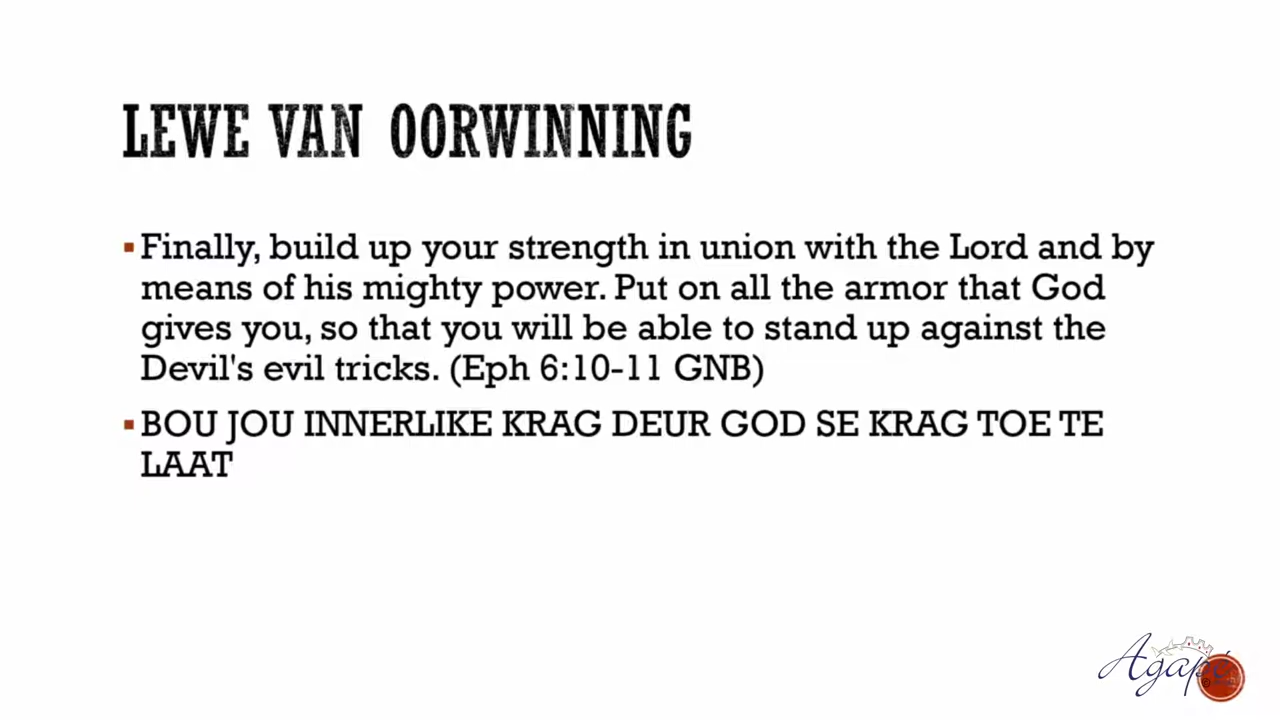 LEWE VAN OORWINNING
▪Finally, build up your strength in union with the Lord and by
means of his mighty power. Put on all the armor that God
gives you, so that you will be able to stand up against the
Devil's evil tricks. (Eph 6:10-11 GNB)
▪BOU JOU INNERLIKE KRAG DEUR GOD SE KRAG TOE TE
LAAT
Agapé